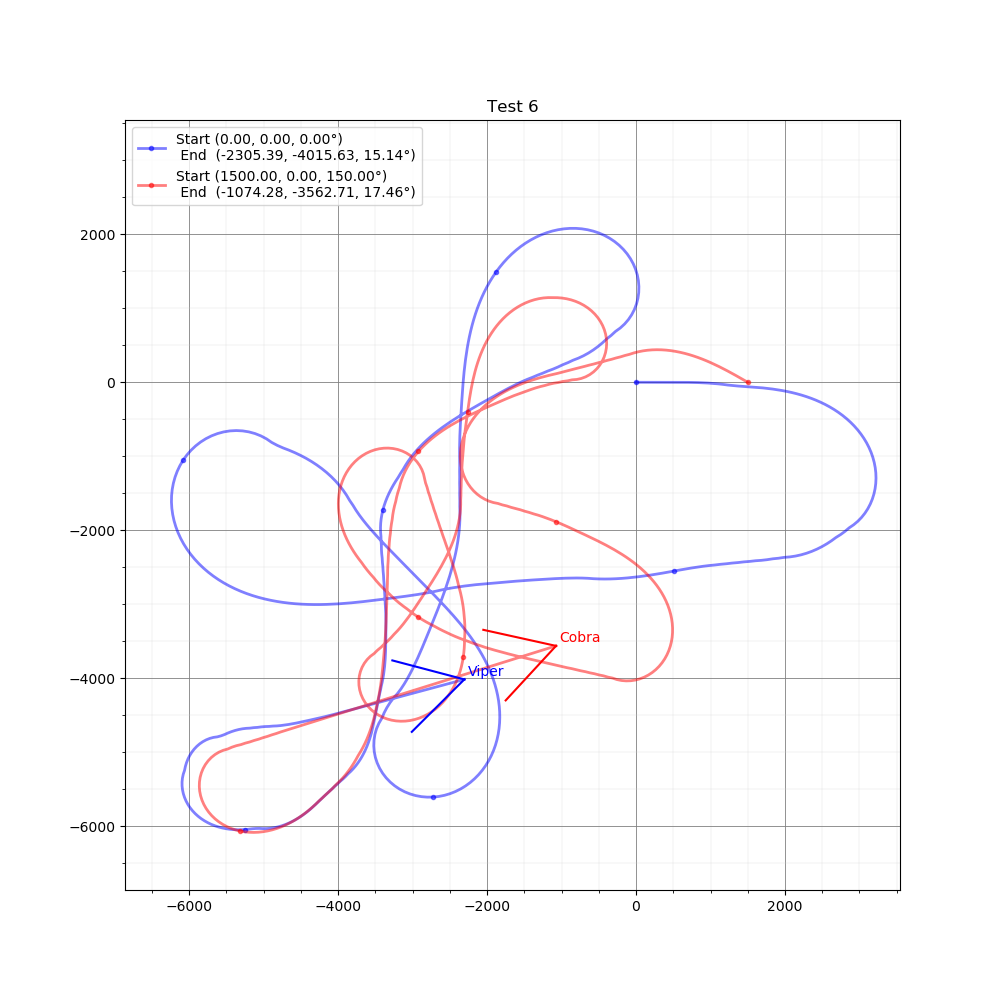 Test 6
Start (0.00, 0.00, 0.00°)
End  (-2305.39, -4015.63, 15.14°)
Start (1500.00, 0.00, 150.00°)
End  (-1074.28, -3562.71, 17.46°)
2000
0
−2000
−4000
−6000
Cobra
Viper
−6000
−4000
−2000
0
2000